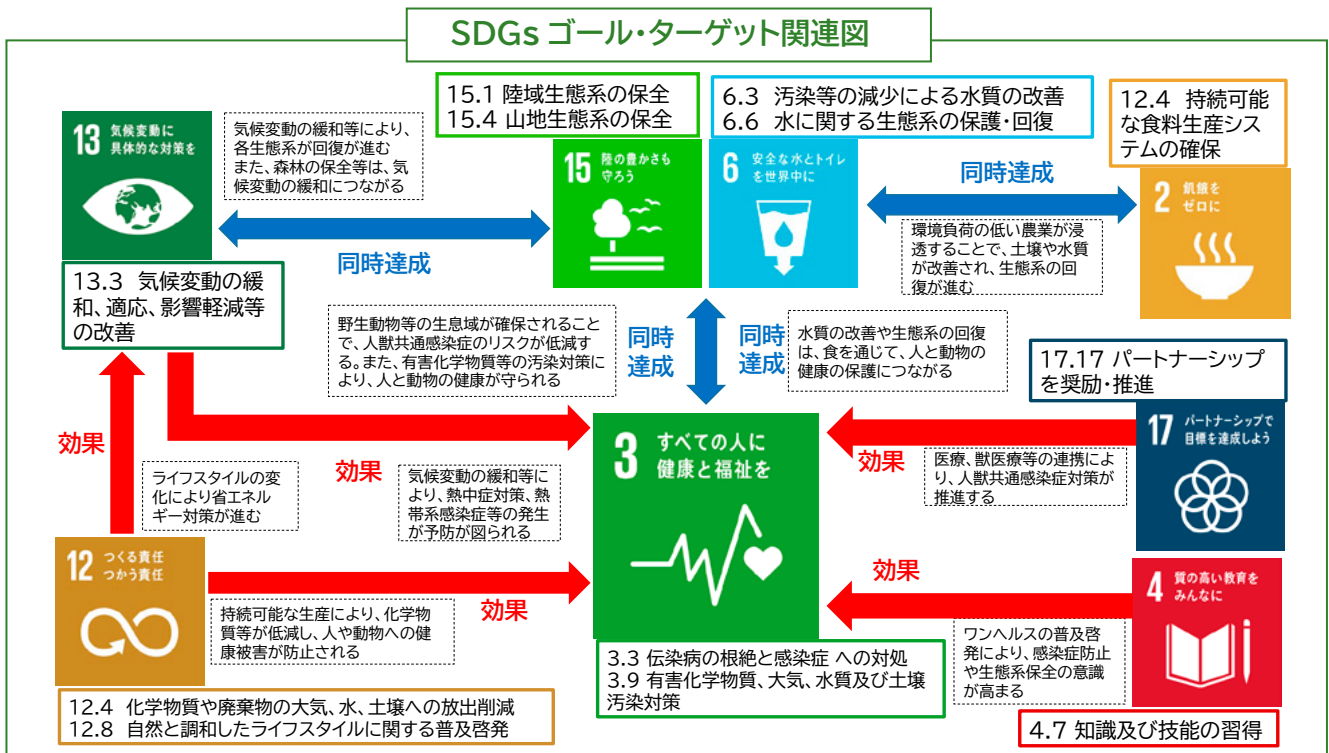 SDGs ゴール・ターゲット関連図
15.1 陸域生態系の保全
15.4 山地生態系の保全
6.3 汚染等の減少による水質の改善
6.6 水に関する生態系の保護・回復
12.4 持続可能
な食料生産シス
テムの確保
13 気候変動に
具体的な対策を
気候変動の緩和等により、
各生態系が回復が進む
また、森林の保全等は、気
候変動の緩和につながる
15 陸の豊かさも
守ろう
6 安全な水とトイレ
を世界中に
同時達成
2 飢餓を
ゼロに
同時達成
環境負荷の低い農業が浸
透することで、土壌や水質
が改善され、生態系の回
復が進む
13.3 気候変動の緩
和、適応、影響軽減等
の改善
野生動物等の生息域が確保されること
で、人獣共通感染症のリスクが低減す
る。また、有害化学物質等の汚染対策に
より、人と動物の健康が守られる
同時
達成
同時
達成
水質の改善や生態系の回復
は、食を通じて、人と動物の
健康の保護につながる
17.17 パートナーシップ
を奨励・推進
効果
効果
3 すべての人に
健康と福祉を
効果
17 パートナーシップで
目標を達成しよう
ライフスタイルの変
化により省エネル
ギー対策が進む
気候変動の緩和等に
より、熱中症対策、熱
帯系感染症等の発生
が予防が図られる
医療、獣医療等の連携によ
り、人獣共通感染症対策が
推進する
12 つくる責任
つかう責任
効果
効果
4 質の高い教育を
みんなに
持続可能な生産により、化学物
質等が低減し、人や動物への健
康被害が防止される
ワンヘルスの普及啓
発により、感染症防止
や生態系保全の意識
が高まる
3.3 伝染病の根絶と感染症 への対処
3.9 有害化学物質、大気、水質及び土壌
汚染対策
12.4 化学物質や廃棄物の大気、水、土壌への放出削減
12.8 自然と調和したライフスタイルに関する普及啓発
4.7 知識及び技能の習得